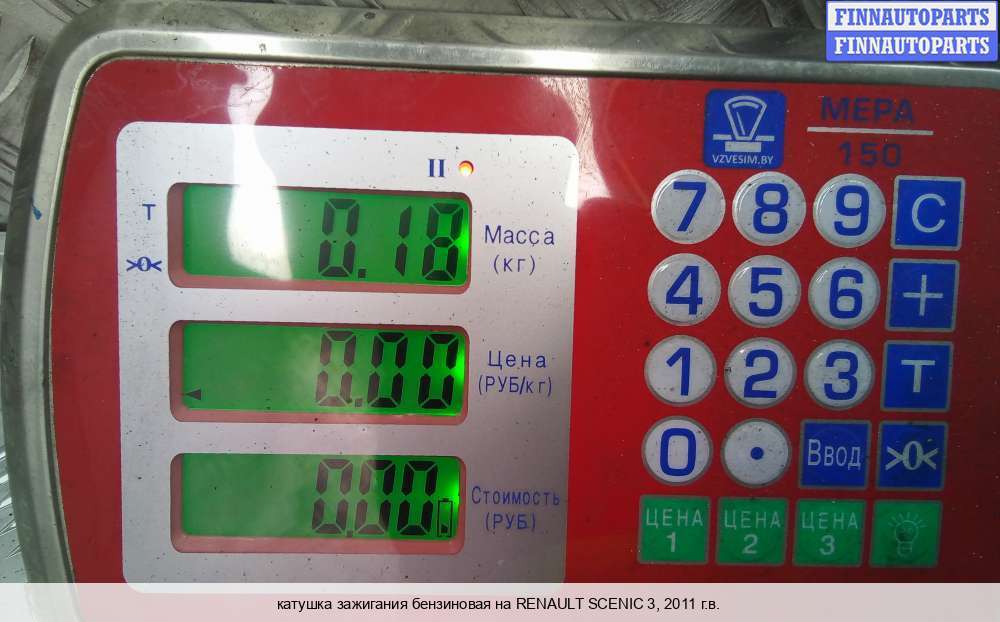 FINNAUTOPARTS
FINNAUTOPARTS
VZVESIM.BY
МЕРА
150
II
T
>0<
0.18
Масса
(кг)
0.00
Цена
(РУБ/кг)
0.00
Стоимость
(РУБ.)
7 8 9 C
4 5 6 +
1 2 3 T
0 . Ввод >0<
ЦЕНА 1
ЦЕНА 2
ЦЕНА 3
катушка зажигания бензиновая на RENAULT SCENIC 3, 2011 г.в.